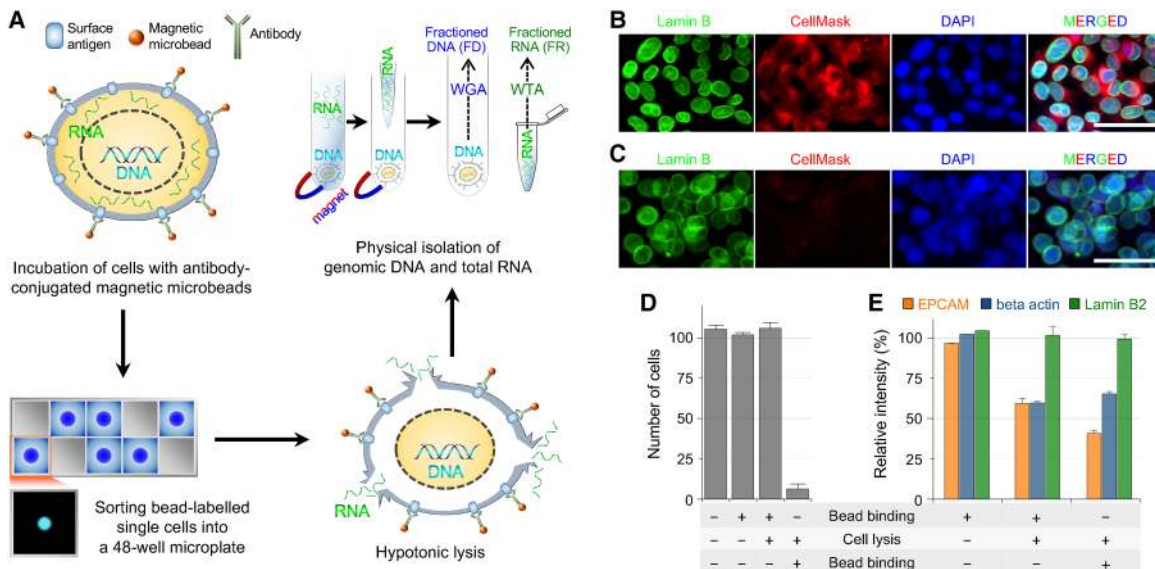 A
Surface
antigen
Magnetic
microbead
Antibody
RNA
DNA
Incubation of cells with antibody-
conjugated magnetic microbeads
Sorting bead-labelled
single cells into
a 48-well microplate
RNA
DNA
Hypotonic lysis
RNA
DNA
magnet
RNA
DNA
Fractioned
DNA (FD)
WGA
DNA
Fractioned
RNA (FR)
WTA
RNA
Physical isolation of
genomic DNA and total RNA
B
Lamin B CellMask DAPI MERGED
C
Lamin B CellMask DAPI MERGED
D
Number of cells
100
75
50
25
0
E
EPCAM beta actin Lamin B2
Relative intensity (%)
100
75
50
25
0
– + + – Bead binding + + –
– – + + Cell lysis – + +
– – – + Bead binding – – +